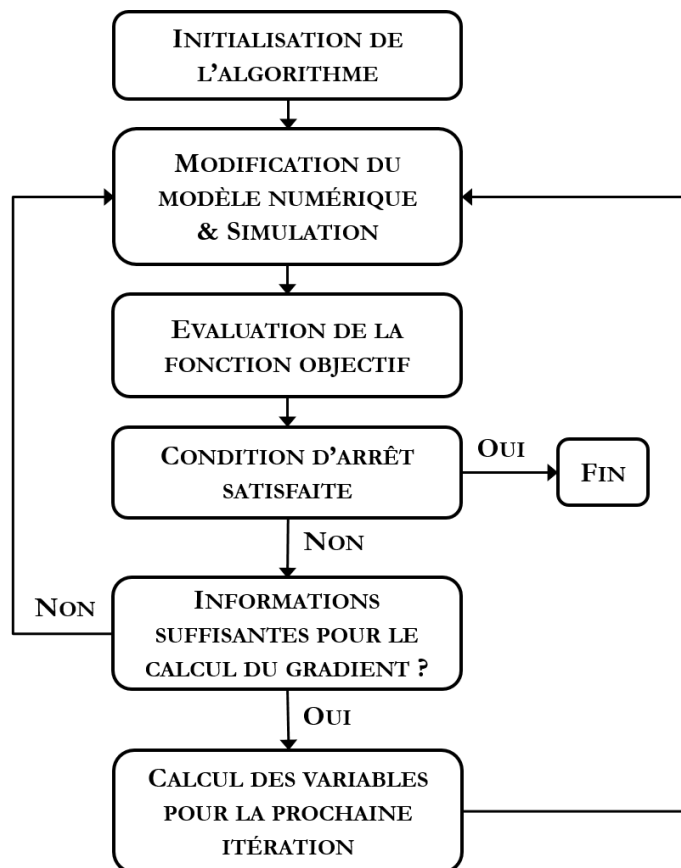 Initialisation de
l'algorithme
Modification du
modèle numérique
& Simulation
Evaluation de la
fonction objectif
Condition d'arrêt
satisfaite
Oui
Fin
Non
Non
Informations
suffisantes pour le
calcul du gradient ?
Oui
Calcul des variables
pour la prochaine
itération